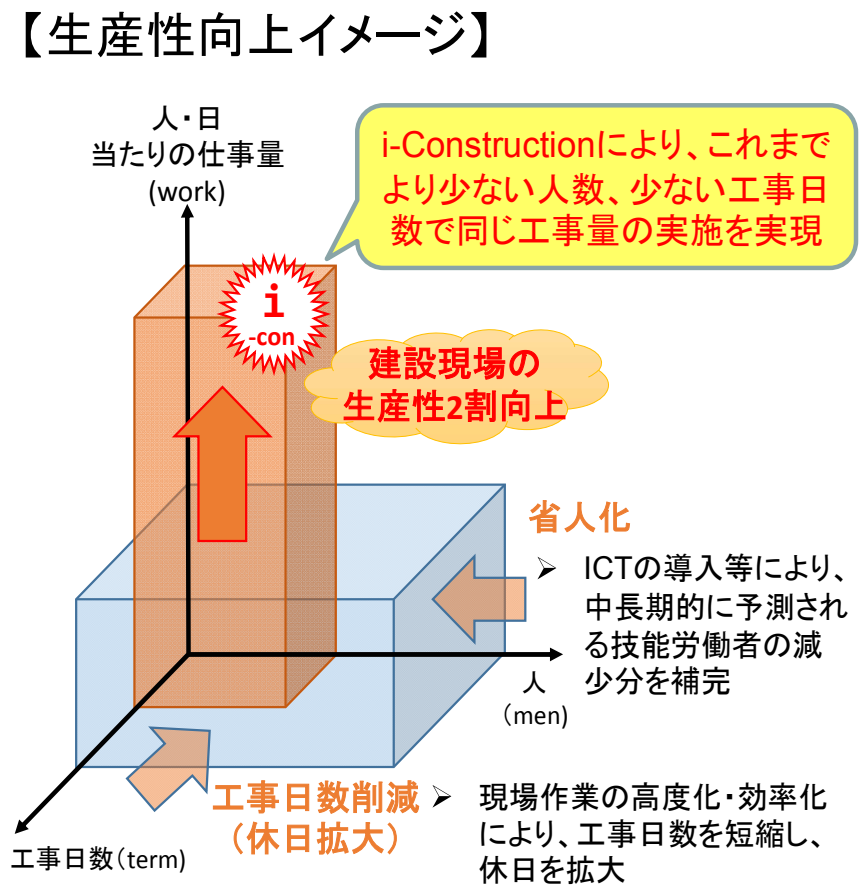 【生産性向上イメージ】
人・日
当たりの仕事量
(work)
i-Constructionにより、これまで
より少ない人数、少ない工事日
数で同じ工事量の実施を実現
i
-con
建設現場の
生産性2割向上
省人化
➢ ICTの導入等により、
中長期的に予測され
る技能労働者の減
少分を補完
人
（men)
工事日数削減
（休日拡大）
➢ 現場作業の高度化・効率化
により、工事日数を短縮し、
休日を拡大
工事日数（term)